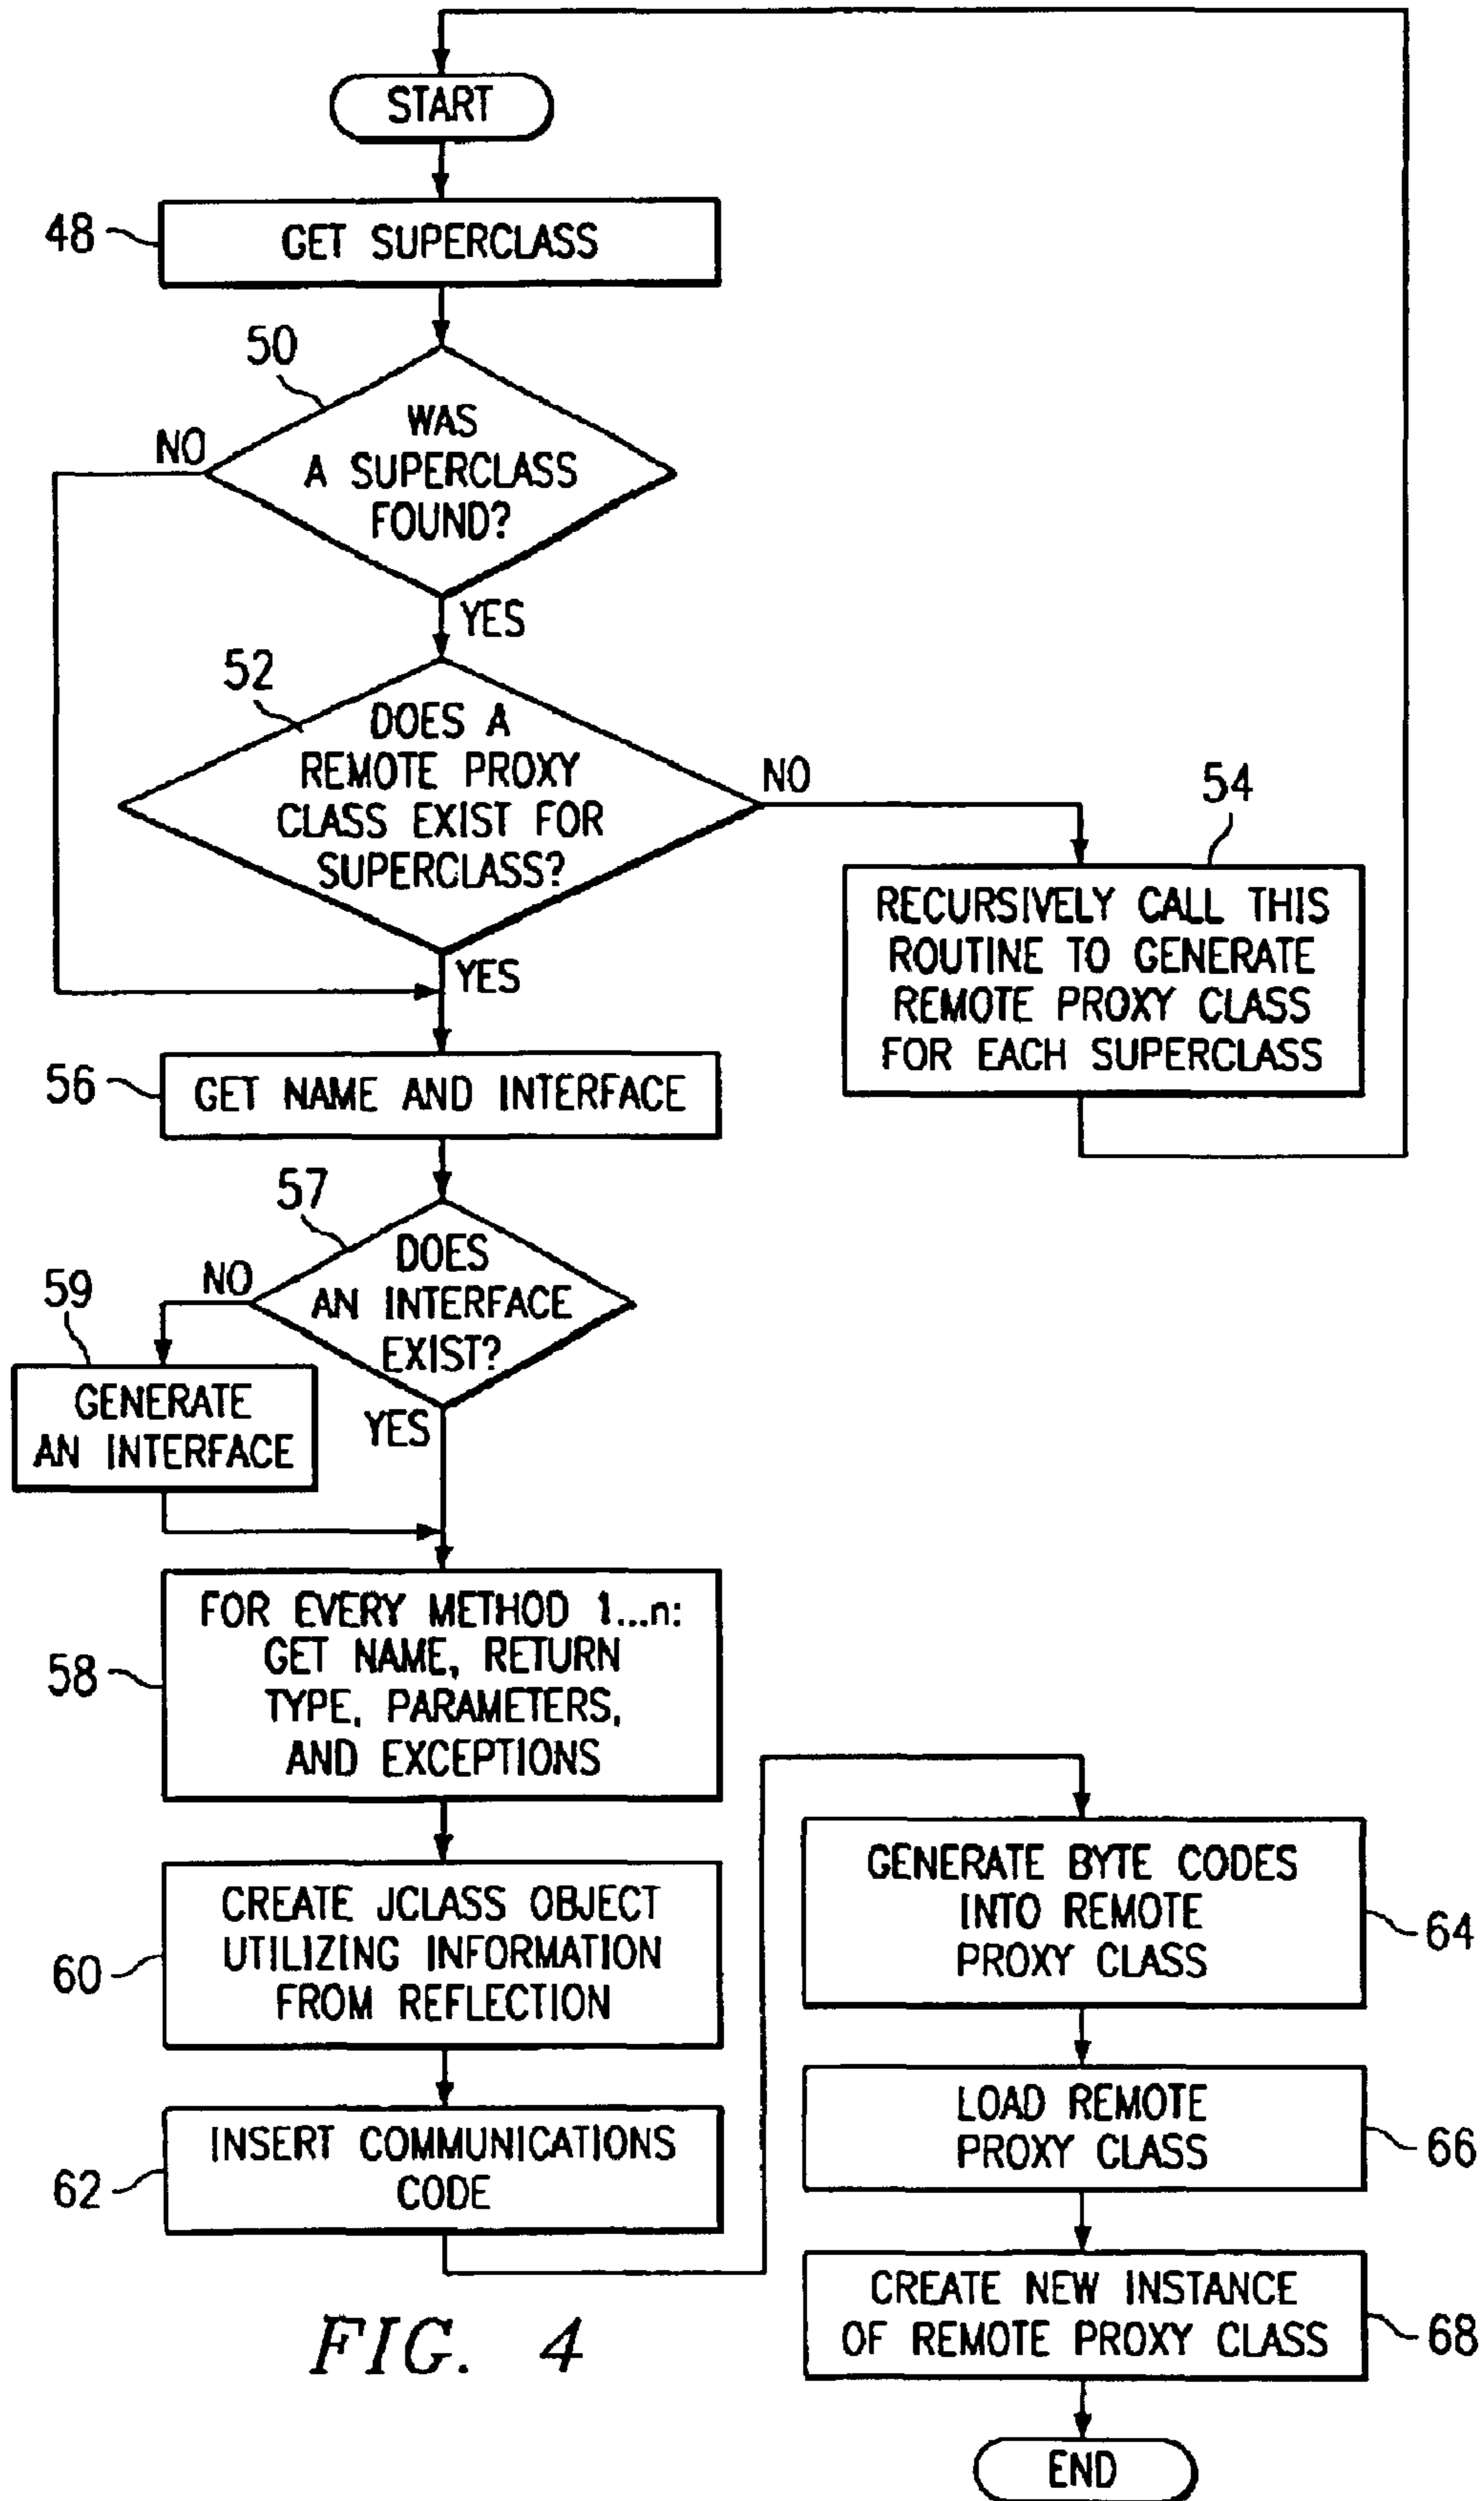 START
48
GET SUPERCLASS
50
WAS
A SUPERCLASS
FOUND?
NO
YES
52
DOES A
REMOTE PROXY
CLASS EXIST FOR
SUPERCLASS?
NO
YES
54
RECURSIVELY CALL THIS
ROUTINE TO GENERATE
REMOTE PROXY CLASS
FOR EACH SUPERCLASS
56
GET NAME AND INTERFACE
57
DOES
AN INTERFACE
EXIST?
NO
YES
59
GENERATE
AN INTERFACE
58
FOR EVERY METHOD 1...n:
GET NAME, RETURN
TYPE, PARAMETERS,
AND EXCEPTIONS
60
CREATE JCLASS OBJECT
UTILIZING INFORMATION
FROM REFLECTION
62
INSERT COMMUNICATIONS
CODE
GENERATE BYTE CODES
INTO REMOTE
PROXY CLASS
64
LOAD REMOTE
PROXY CLASS
66
CREATE NEW INSTANCE
OF REMOTE PROXY CLASS
68
END
FIG. 4